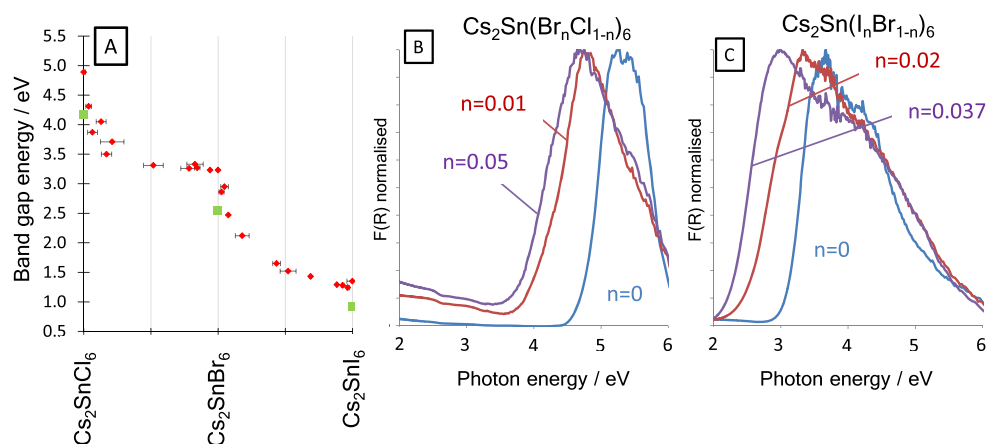 A
5.5
5.0
4.5
4.0
3.5
3.0
2.5
2.0
1.5
1.0
0.5
Band gap energy / eV
Cs₂SnCl₆
Cs₂SnBr₆
Cs₂SnI₆
B
Cs₂Sn(BrₙCl₁₋ₙ)₆
n=0.01
n=0.05
n=0
F(R) normalised
2 3 4 5 6
Photon energy / eV
C
Cs₂Sn(IₙBr₁₋ₙ)₆
n=0.02
n=0.037
n=0
F(R) normalised
2 3 4 5 6
Photon energy / eV